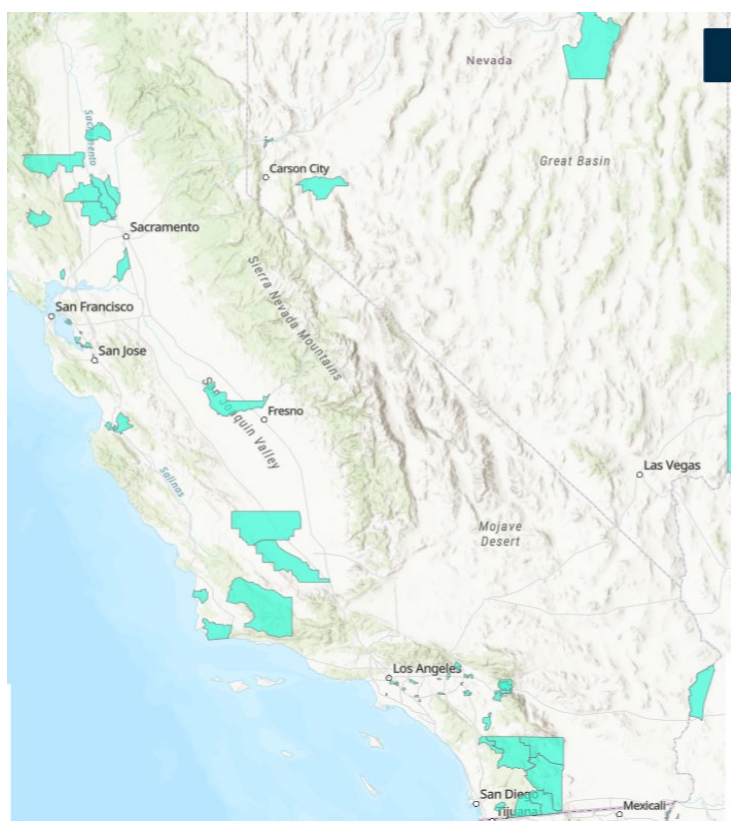 Nevada
Sacramento
Great Basin
Carson City
Sacramento
Sierra Nevada Mountains
San Francisco
San Jose
San Joaquin Valley
Fresno
Las Vegas
Salinas
Mojave
Desert
Los Angeles
San Diego
Tijuana
Mexicali